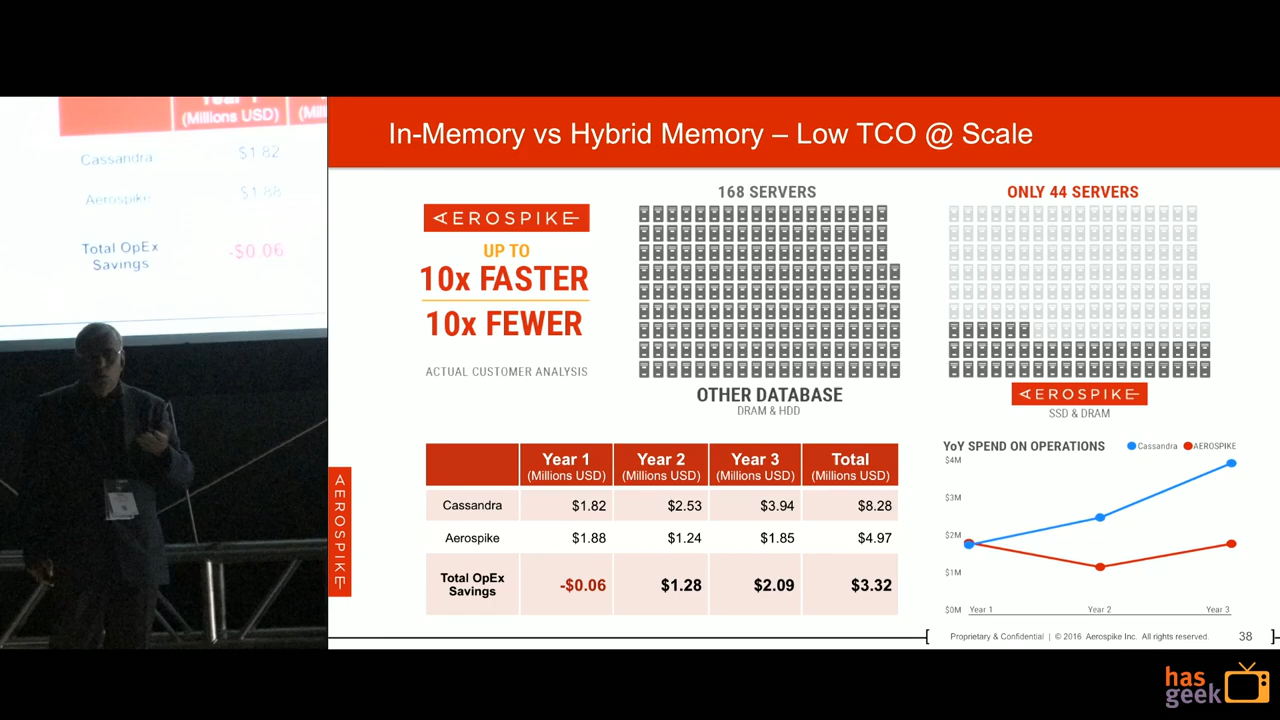 Year 1
(Millions USD)
Cassandra
$1.82
Aerospike
$1.88
Total OpEx
Savings
-$0.06
In-Memory vs Hybrid Memory – Low TCO @ Scale
AEROSPIKE
UP TO
10x FASTER
10x FEWER
ACTUAL CUSTOMER ANALYSIS
168 SERVERS
OTHER DATABASE
DRAM & HDD
ONLY 44 SERVERS
AEROSPIKE
SSD & DRAM
Year 1 Year 2 Year 3 Total
(Millions USD) (Millions USD) (Millions USD) (Millions USD)
Cassandra $1.82 $2.53 $3.94 $8.28
Aerospike $1.88 $1.24 $1.85 $4.97
Total OpEx
Savings -$0.06 $1.28 $2.09 $3.32
YoY SPEND ON OPERATIONS Cassandra AEROSPIKE
$4M
$3M
$2M
$1M
$0M Year 1 Year 2 Year 3
AEROSPIKE
Proprietary & Confidential | © 2016 Aerospike Inc. All rights reserved. 38
has
geek